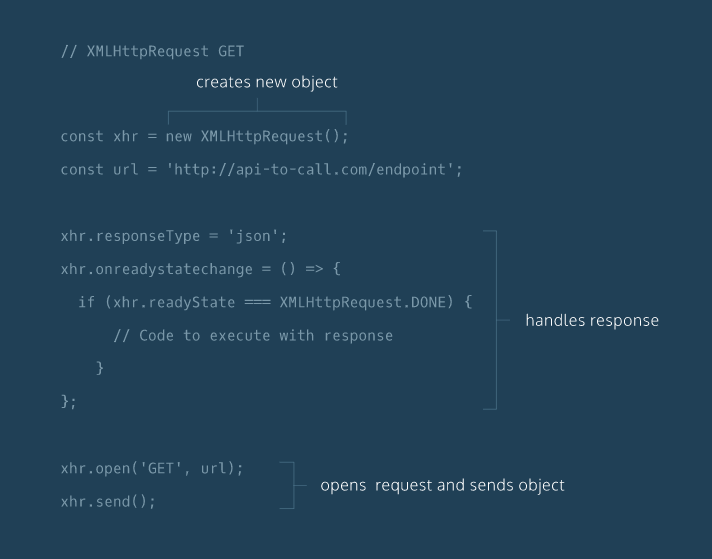 // XMLHttpRequest GET
creates new object
const xhr = new XMLHttpRequest();
const url = 'http://api-to-call.com/endpoint';
xhr.responseType = 'json';
xhr.onreadystatechange = () => {
if (xhr.readyState === XMLHttpRequest.DONE) {
handles response
// Code to execute with response
}
};
xhr.open('GET', url);
opens request and sends object
xhr.send();